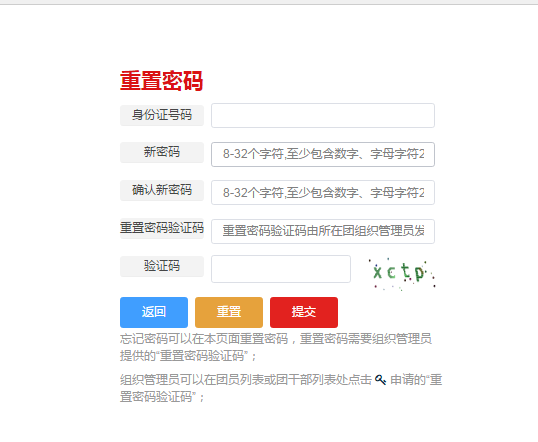 重置密码
身份证号码
新密码 8-32个字符,至少包含数字、字母字符2
确认新密码 8-32个字符,至少包含数字、字母字符2
重置密码验证码 重置密码验证码由所在团组织管理员发
验证码 xctp
返回 重置 提交
忘记密码可以在本页面重置密码，重置密码需要组织管理员
提供的“重置密码验证码”；
组织管理员可以在团员列表或团干部列表处点击 申请的“重
置密码验证码”；